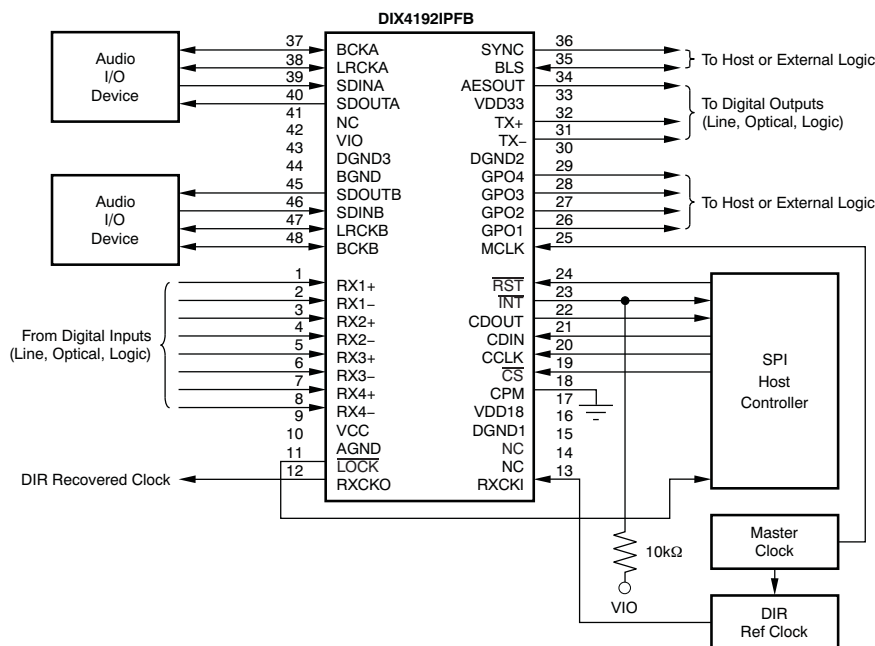 DIX4192IPFB
Audio
I/O
Device
37
38
39
40
41
42
43
44
45
46
47
48
BCKA
LRCKA
SDINA
SDOUTA
NC
VIO
DGND3
BGND
SDOUTB
SDINB
LRCKB
BCKB
Audio
I/O
Device
SYNC
BLS
AESOUT
VDD33
TX+
TX-
DGND2
GPO4
GPO3
GPO2
GPO1
MCLK
36
35
34
33
32
31
30
29
28
27
26
25
To Host or External Logic
To Digital Outputs
(Line, Optical, Logic)
To Host or External Logic
From Digital Inputs
(Line, Optical, Logic)
1
2
3
4
5
6
7
8
9
10
11
12
RX1+
RX1-
RX2+
RX2-
RX3+
RX3-
RX4+
RX4-
VCC
AGND
LOCK
RXCKO
DIR Recovered Clock
RST
INT
CDOUT
CDIN
CCLK
CS
CPM
VDD18
DGND1
NC
NC
RXCKI
24
23
22
21
20
19
18
17
16
15
14
13
SPI
Host
Controller
10kΩ
VIO
Master
Clock
DIR
Ref Clock